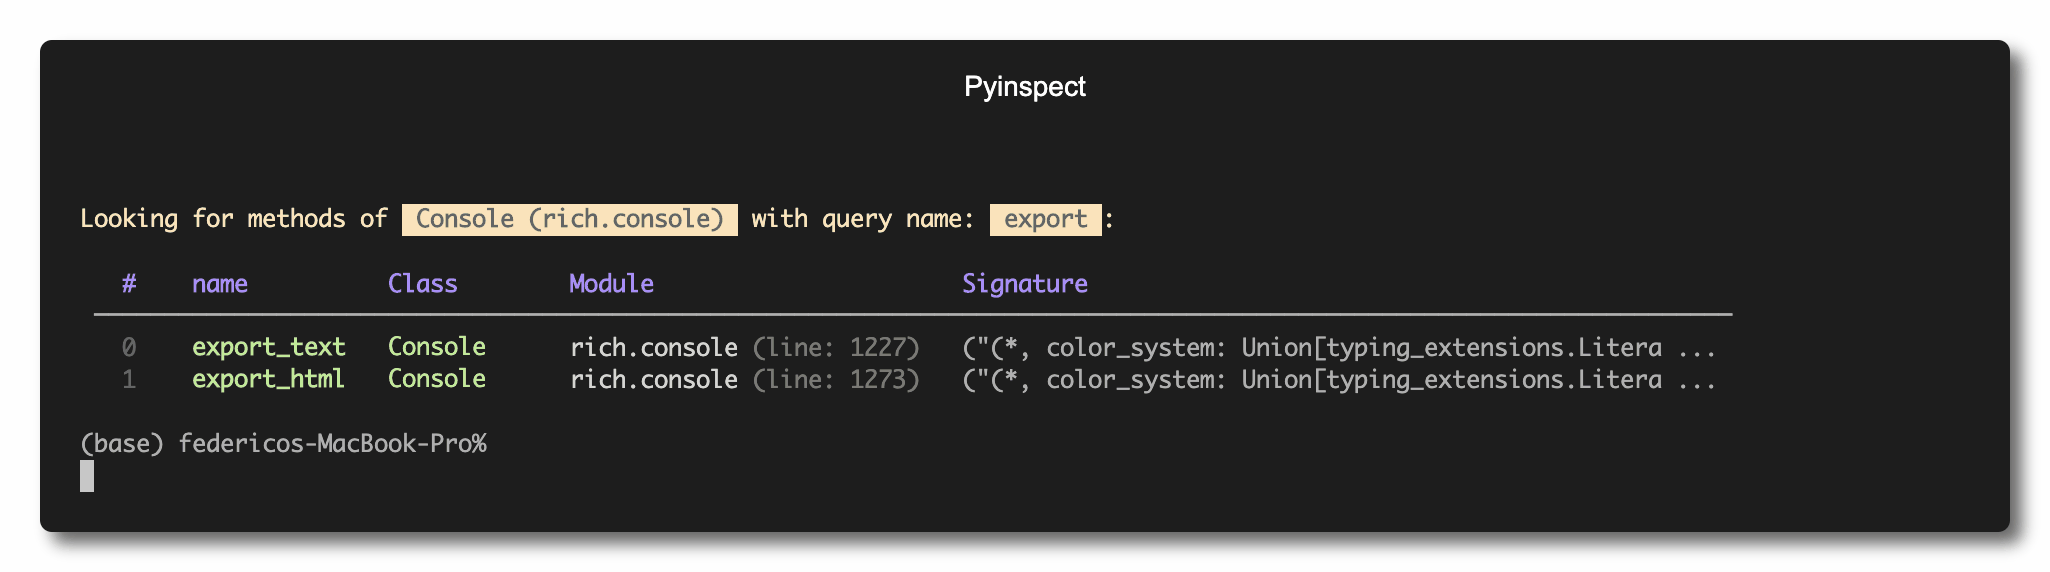 Pyinspect
Looking for methods of Console (rich.console) with query name: export :
# name Class Module Signature
0 export_text Console rich.console (line: 1227) ("(*, color_system: Union[typing_extensions.Litera ...
1 export_html Console rich.console (line: 1273) ("(*, color_system: Union[typing_extensions.Litera ...
(base) federicos-MacBook-Pro%